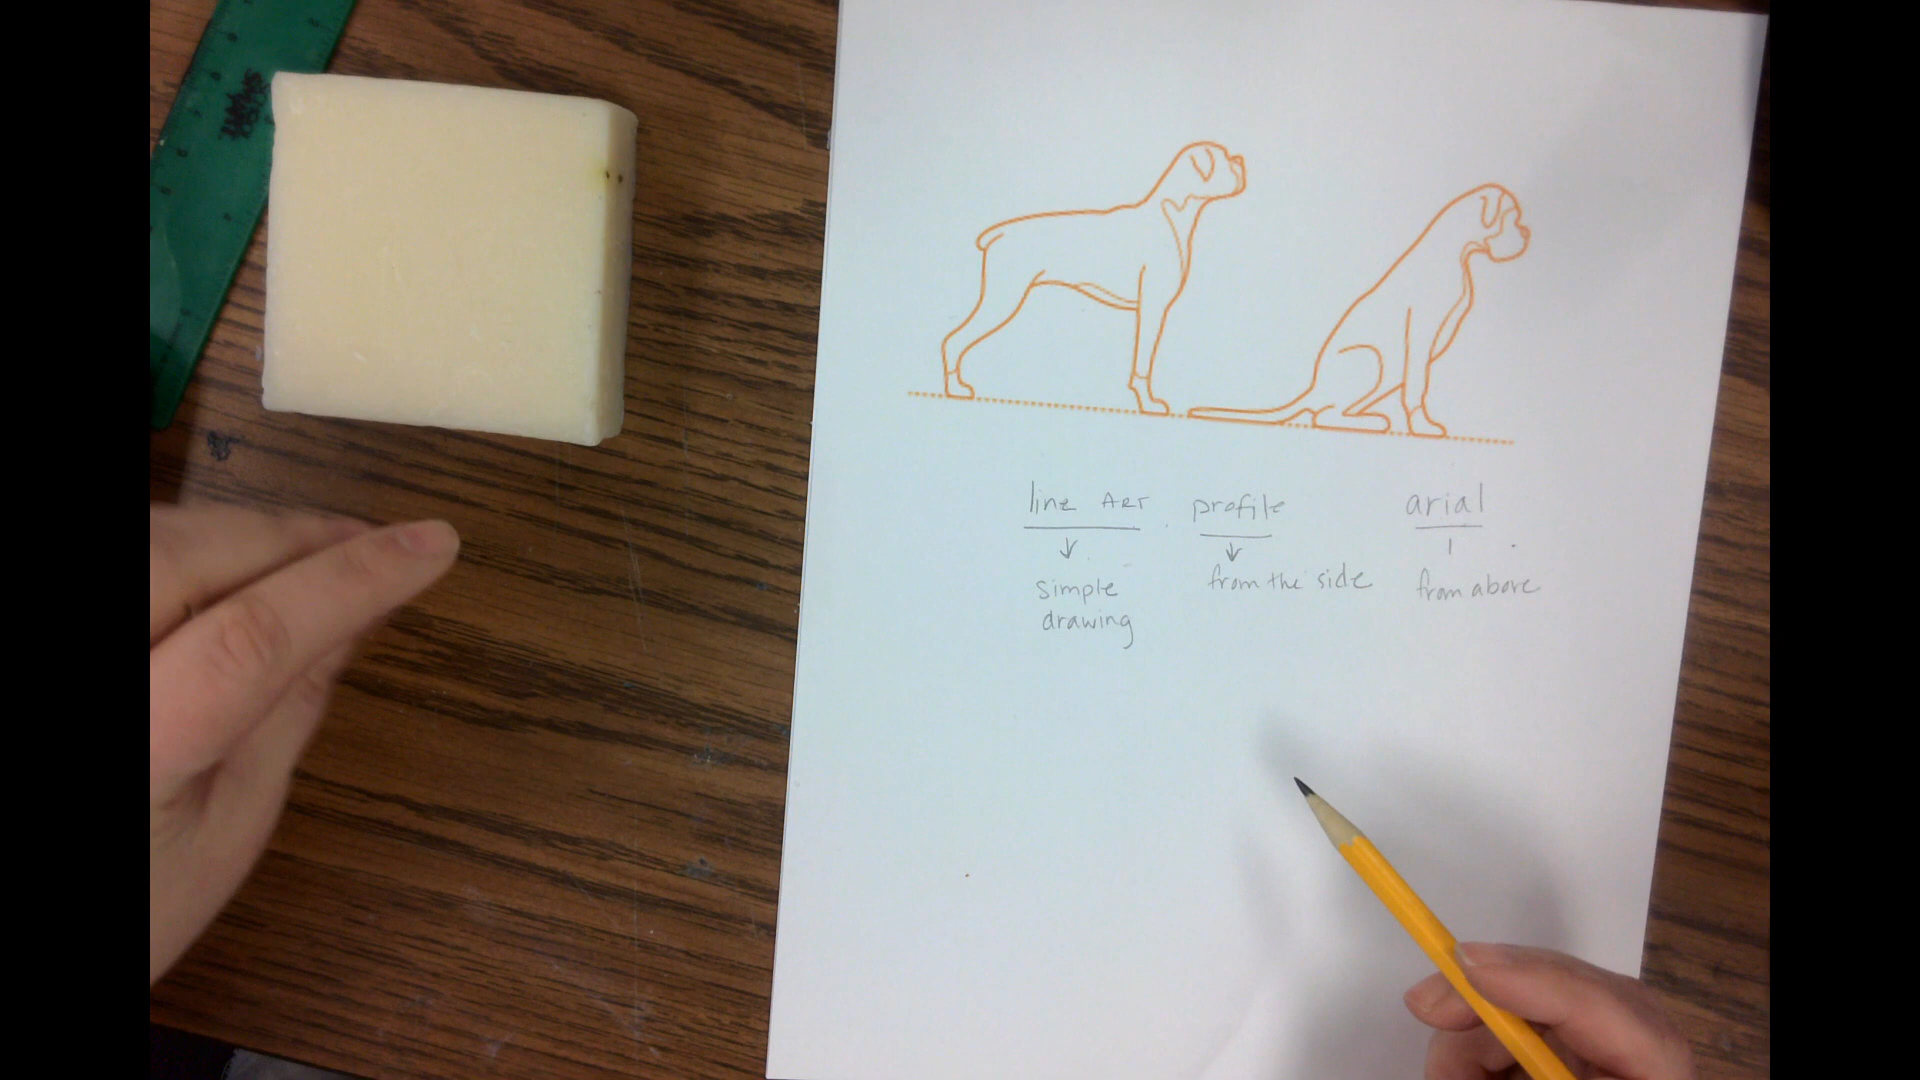 line ART profile arial
simple from the side from above
drawing